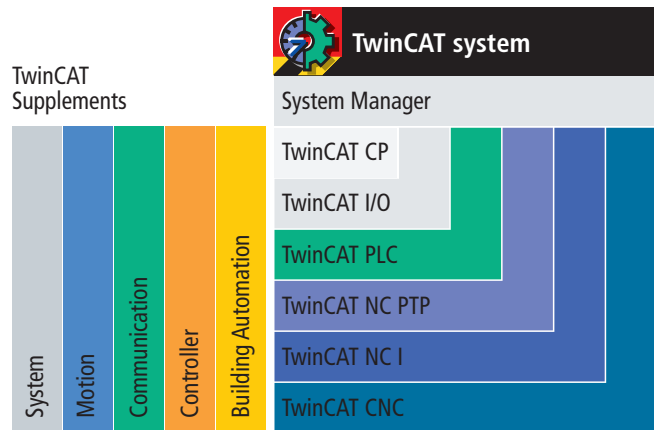 TwinCAT system
TwinCAT
Supplements
System Manager
TwinCAT CP
TwinCAT I/O
TwinCAT PLC
TwinCAT NC PTP
TwinCAT NC I
TwinCAT CNC
System
Motion
Communication
Controller
Building Automation